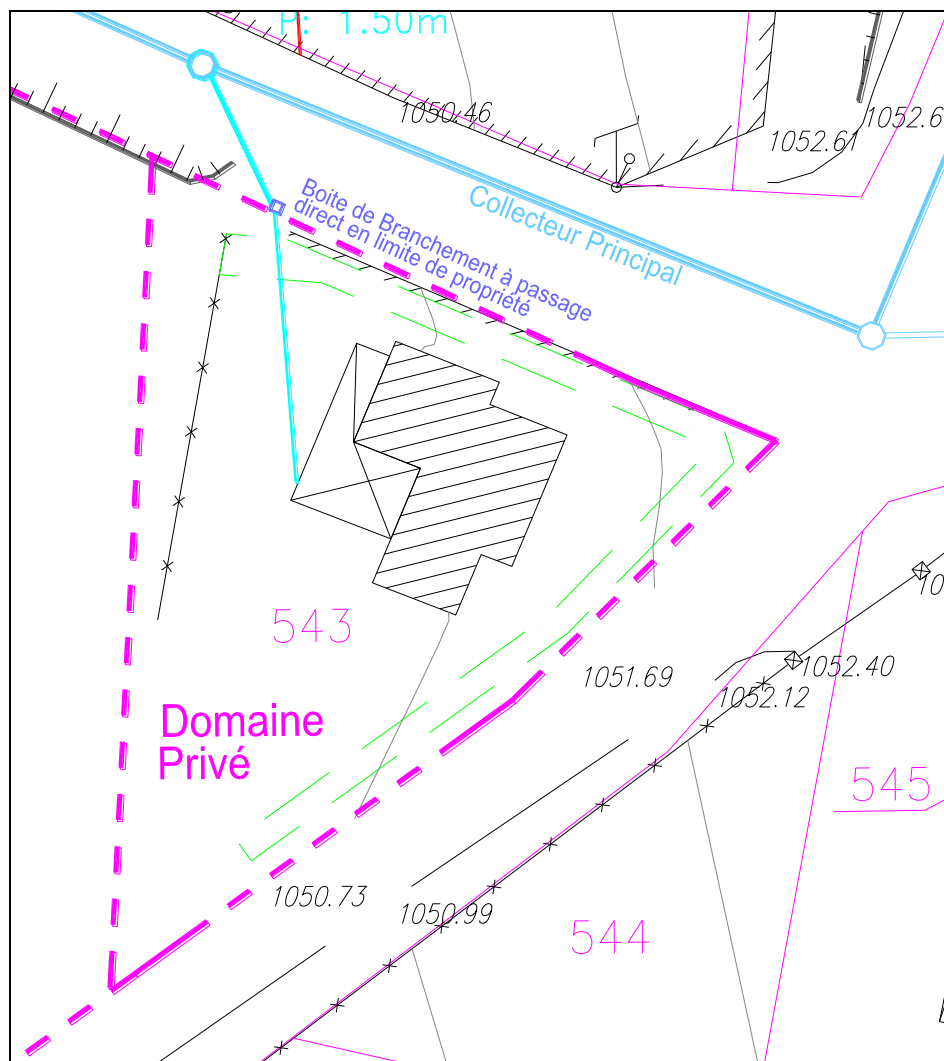 P: 1.50m
1050.46
1052.61
1052.6
Boite de Branchement à passage
direct en limite de propriété
Collecteur Principal
543
1051.69
1052.40
1052.12
10
Domaine
Privé
545
1050.73
1050.99
544